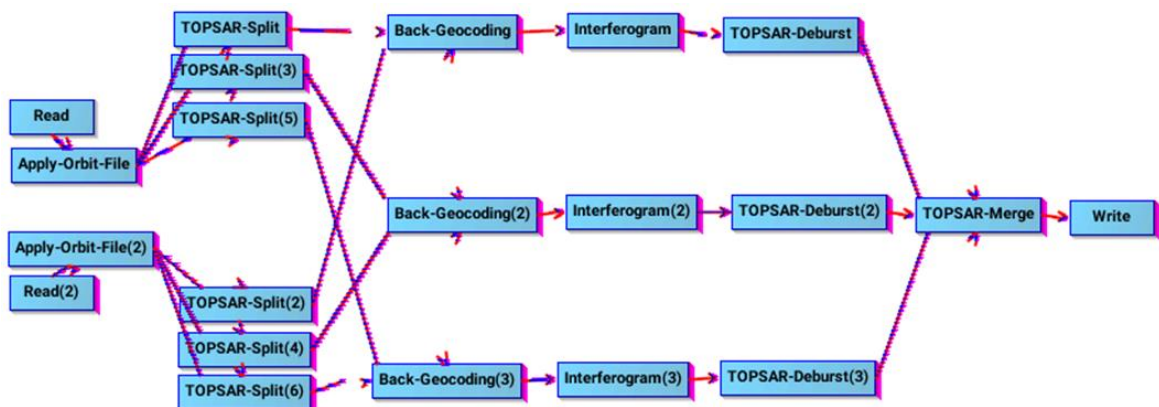 TOPSAR-Split
Back-Geocoding
Interferogram
TOPSAR-Deburst
TOPSAR-Split(3)
Read
TOPSAR-Split(5)
Apply-Orbit-File
Back-Geocoding(2)
Interferogram(2)
TOPSAR-Deburst(2)
TOPSAR-Merge
Write
Apply-Orbit-File(2)
Read(2)
TOPSAR-Split(2)
TOPSAR-Split(4)
TOPSAR-Split(6)
Back-Geocoding(3)
Interferogram(3)
TOPSAR-Deburst(3)